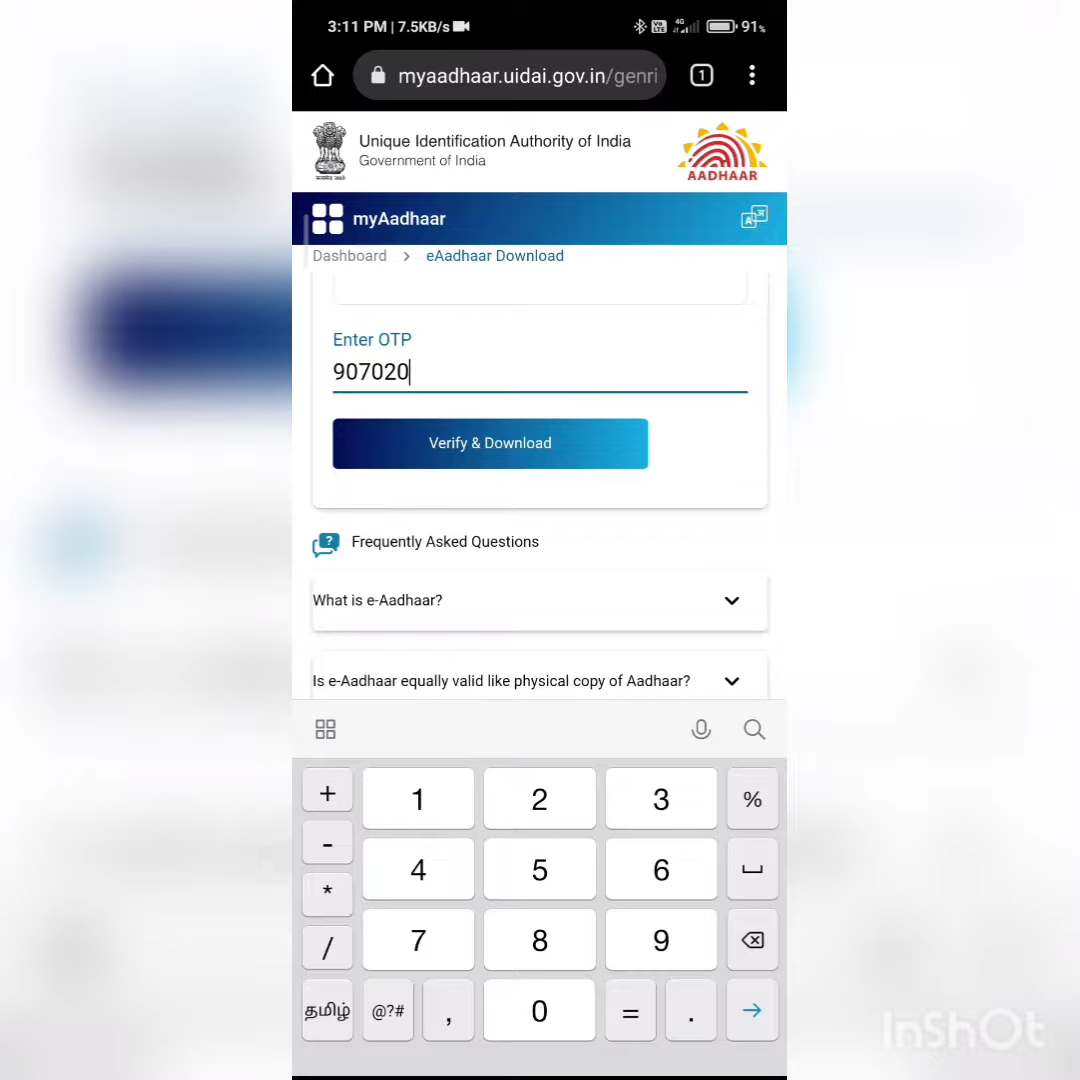 3:11 PM | 7.5KB/s
Vo LTE 4G 91%
myaadhaar.uidai.gov.in/genri
1
Unique Identification Authority of India
Government of India
AADHAAR
myAadhaar
A अ
Dashboard > eAadhaar Download
Enter OTP
907020
Verify & Download
Frequently Asked Questions
What is e-Aadhaar?
Is e-Aadhaar equally valid like physical copy of Aadhaar?
+ 1 2 3 %
- 4 5 6
* 7 8 9
/
தமிழ் @?# , 0 = .
InShOt